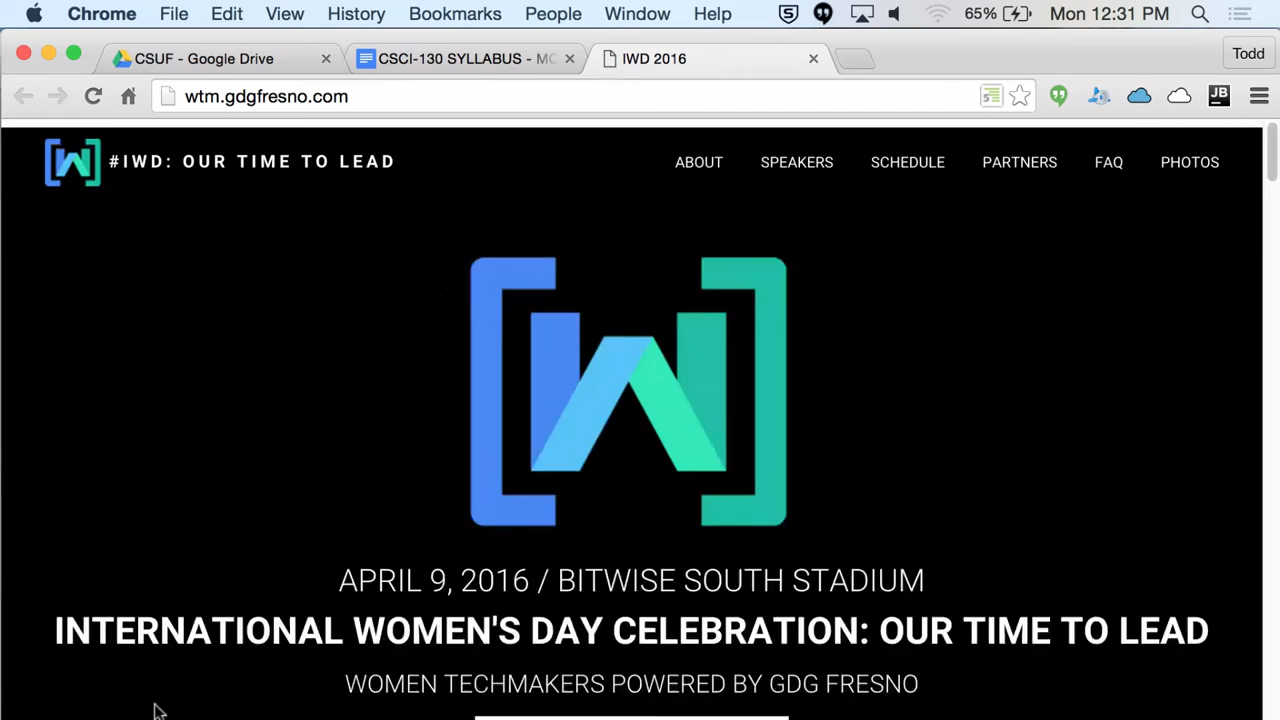 Chrome File Edit View History Bookmarks People Window Help 65% Mon 12:31 PM
CSUF - Google Drive CSCI-130 SYLLABUS - MC IWD 2016 Todd
wtm.gdgfresno.com
#IWD: OUR TIME TO LEAD ABOUT SPEAKERS SCHEDULE PARTNERS FAQ PHOTOS
APRIL 9, 2016 / BITWISE SOUTH STADIUM
INTERNATIONAL WOMEN'S DAY CELEBRATION: OUR TIME TO LEAD
WOMEN TECHMAKERS POWERED BY GDG FRESNO